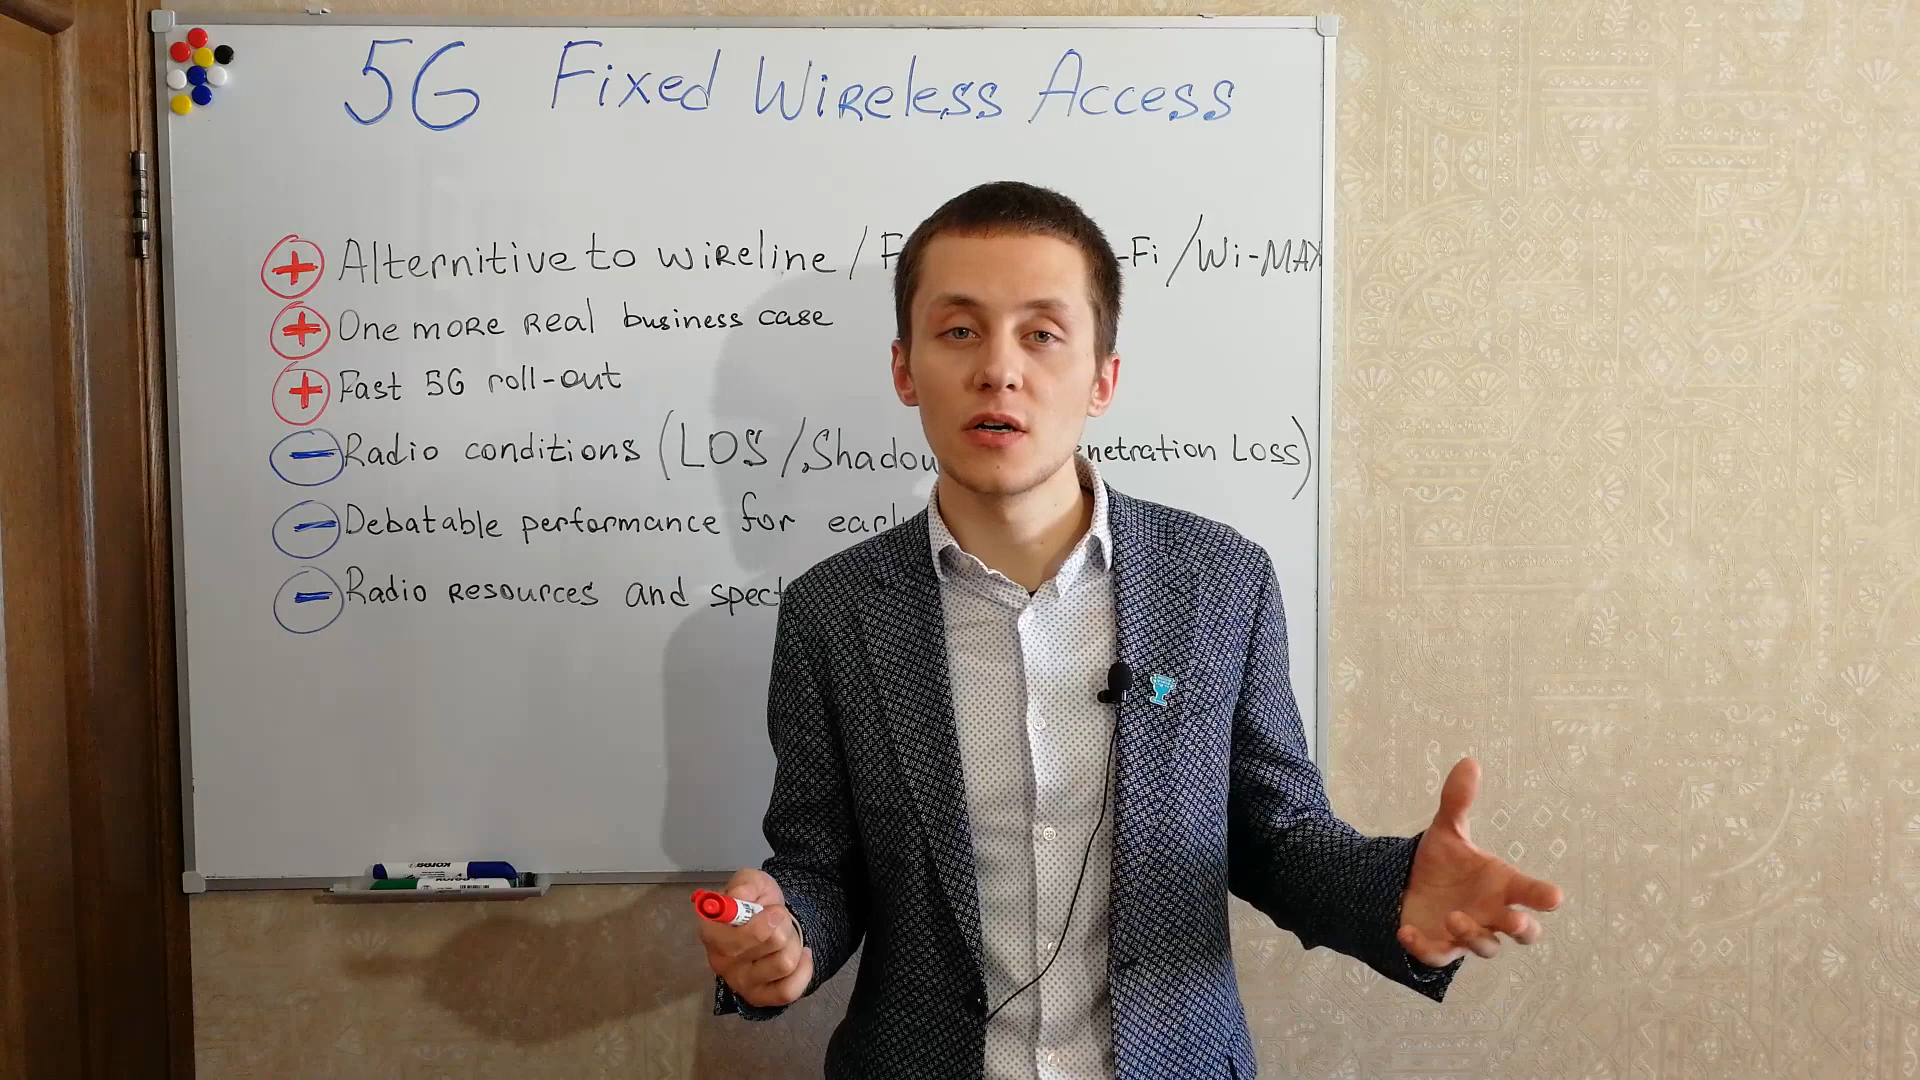 5G Fixed Wireless Access
+ Alternitive to wireline / F -Fi / Wi-MAX
+ One more real business case
+ Fast 5G roll-out
- Radio conditions (LOS / Shadow netration Loss)
- Debatable performance for earl
- Radio resources and spect
kores